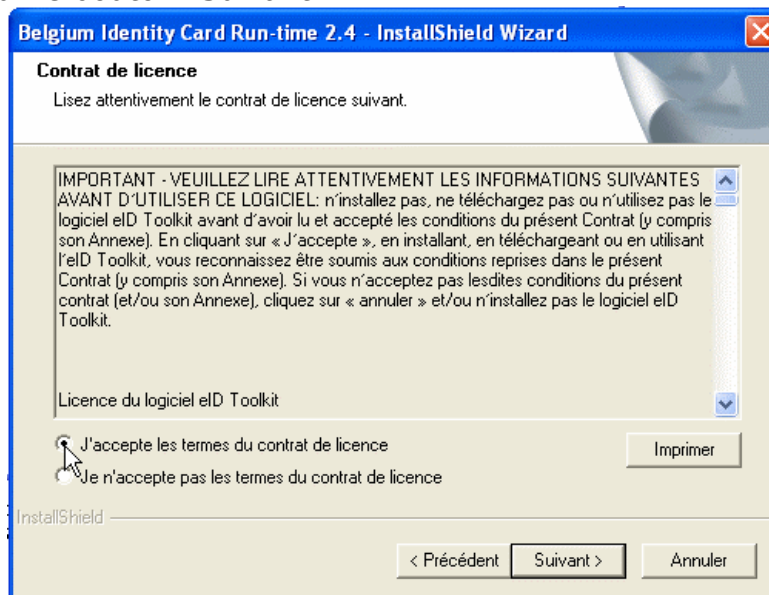 Belgium Identity Card Run-time 2.4 - InstallShield Wizard
Contrat de licence
Lisez attentivement le contrat de licence suivant.
IMPORTANT - VEUILLEZ LIRE ATTENTIVEMENT LES INFORMATIONS SUIVANTES
AVANT D´UTILISER CE LOGICIEL: n´installez pas, ne téléchargez pas ou n´utilisez pas le
logiciel eID Toolkit avant d´avoir lu et accepté les conditions du présent Contrat (y compris
son Annexe). En cliquant sur « J´accepte », en installant, en téléchargeant ou en utilisant
l´eID Toolkit, vous reconnaissez être soumis aux conditions reprises dans le présent
Contrat (y compris son Annexe). Si vous n´acceptez pas lesdites conditions du présent
contrat (et/ou son Annexe), cliquez sur « annuler » et/ou n´installez pas le logiciel eID
Toolkit.
Licence du logiciel eID Toolkit
J'accepte les termes du contrat de licence
Imprimer
Je n'accepte pas les termes du contrat de licence
InstallShield
< Précédent
Suivant >
Annuler